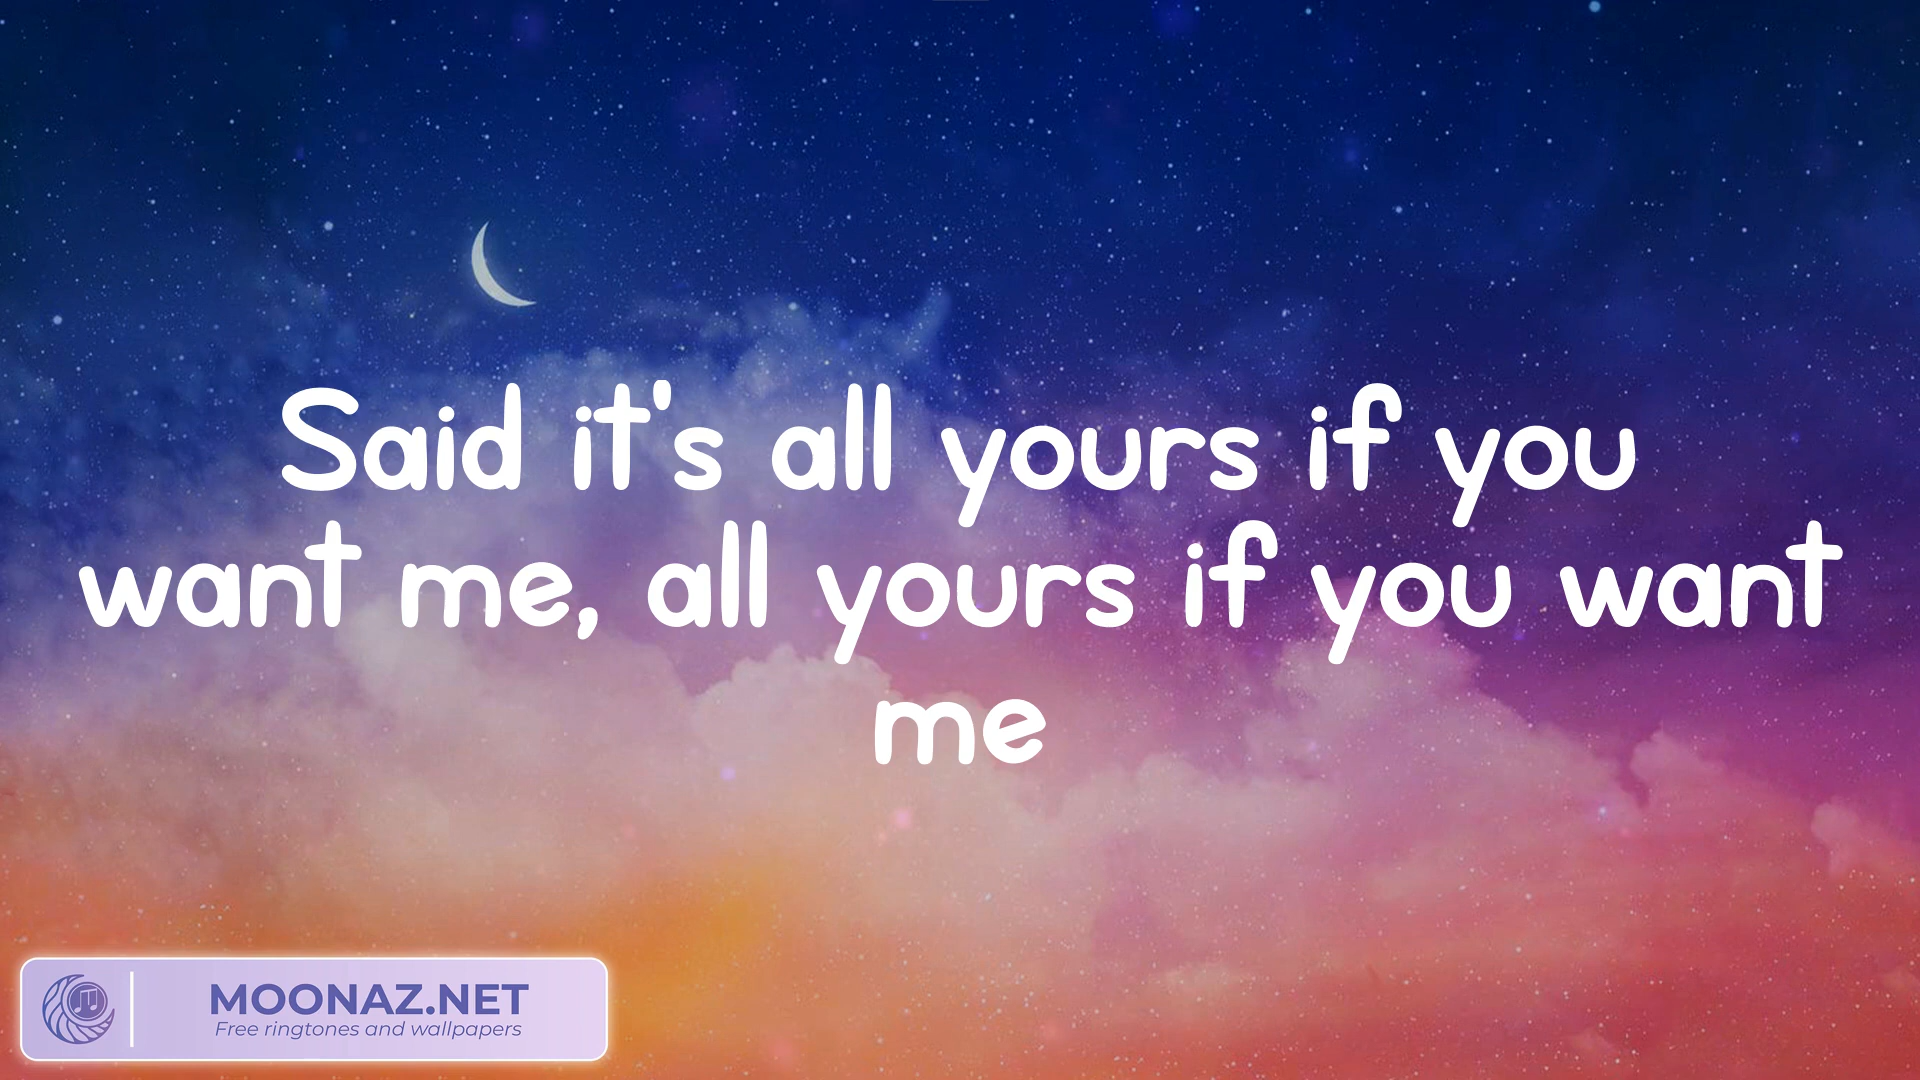 Said it's all yours if you
want me, all yours if you want
me
MOONAZ.NET
Free ringtones and wallpapers